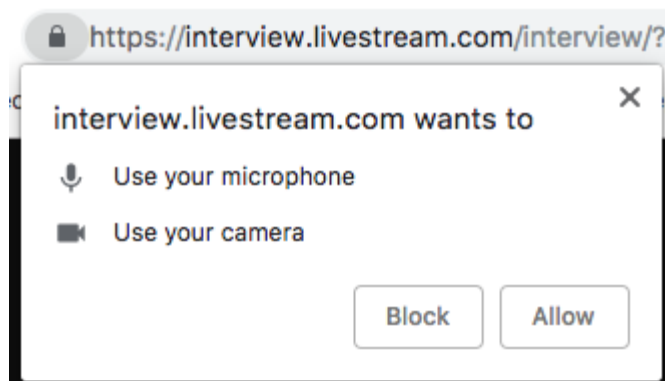 https://interview.livestream.com/interview/?
interview.livestream.com wants to
Use your microphone
Use your camera
Block Allow